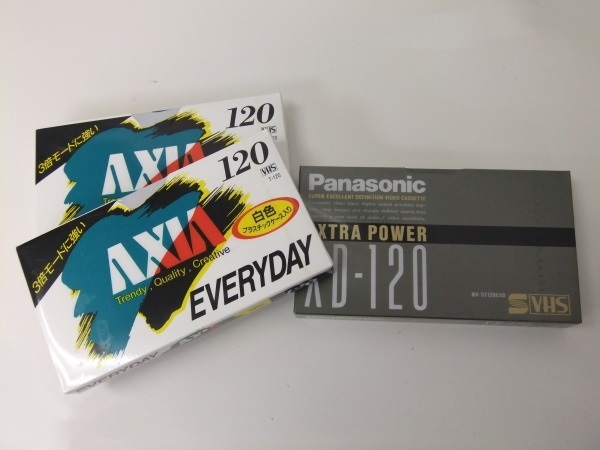 3倍モードに強い
120
AXIA
VHS
3倍モードに強い
120
VHS
T-120
AXIA
白色
プラスチックケース入り
Trendy, Quality, Creative
EVERYDAY
EVERYDAY
Panasonic
SUPER EXCELLENT DEFINITION VIDEO CASSETTE
XTRA POWER
XD-120
S VHS